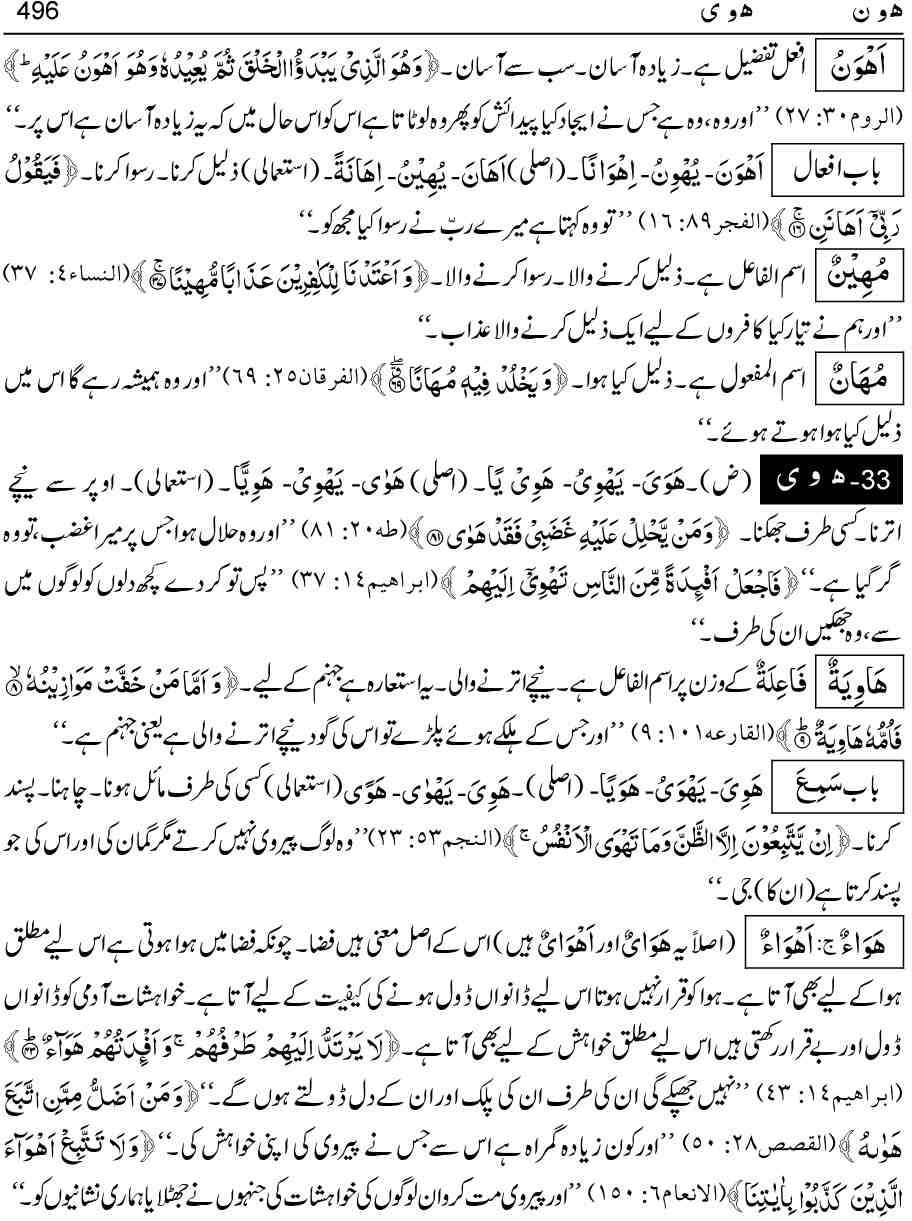 ھ و ن ھ و ی 496
اَھْوَنُ افعل تفضیل ہے۔ زیادہ آسان۔ سب سے آسان۔ ﴿وَھُوَ الَّذِیْ یَبْدَؤُا الْخَلْقَ ثُمَّ یُعِیْدُہٗ وَھُوَ اَھْوَنُ عَلَیْہِ ؕ ﴾
(الروم ۳۰: ۲۷) ’’اور وہ، وہ ہے جس نے ایجاد کیا پیدائش کو پھر وہ لوٹاتا ہے اس کو اس حال میں کہ یہ زیادہ آسان ہے اس پر۔‘‘
باب افعال اَھْوَنَ۔ یُھْوِنُ۔ اِھْوَانًا۔ (اصلی) اَھَانَ۔ یُھِیْنُ۔ اِھَانَۃً۔ (استعمالی) ذلیل کرنا۔ رسوا کرنا۔ ﴿فَیَقُوْلُ
رَبِّیْۤ اَھَانَنِ ۚ﴿۱۶﴾ ﴾ (الفجر ۸۹: ۱۶) ’’تو وہ کہتا ہے میرے ربّ نے رسوا کیا مجھ کو۔‘‘
مُھِیْنٌ اسم الفاعل ہے۔ ذلیل کرنے والا۔ رسوا کرنے والا۔ ﴿وَ اَعْتَدْنَا لِلْکٰفِرِیْنَ عَذَابًا مُّھِیْنًا ۚ﴿۳۷﴾ ﴾ (النساء ۴: ۳۷)
’’اور ہم نے تیار کیا کافروں کے لیے ایک ذلیل کرنے والا عذاب۔‘‘
مُھَانٌ اسم المفعول ہے۔ ذلیل کیا ہوا۔ ﴿وَ یَخْلُدْ فِیْہٖ مُھَانًا ﴿۶۹﴾ ﴾ (الفرقان ۲۵: ۶۹) ’’اور وہ ہمیشہ رہے گا اس میں
ذلیل کیا ہوا ہوتے ہوئے۔‘‘
33- ھ و ی (ض)۔ ھَوَیَ۔ یَھْوِیُ۔ ھَوِیْ یًا۔ (اصلی) ھَوٰی۔ یَھْوِیْ۔ ھَوِیًّا۔ (استعمالی)۔ اوپر سے نیچے
اترنا۔ کسی طرف جھکنا۔ ﴿ وَمَنْ یَّحْلِلْ عَلَیْہِ غَضَبِیْ فَقَدْ ھَوٰی ﴿۸۱﴾ ﴾ (طٰہٰ ۲۰: ۸۱) ’’اور وہ حلال ہوا جس پر میرا غضب، تو وہ
گر گیا ہے۔‘‘ ﴿ فَاجْعَلْ اَفْئِدَۃً مِّنَ النَّاسِ تَھْوِیْۤ اِلَیْھِمْ ﴾ (ابراھیم ۱۴: ۳۷) ’’پس تو کر دے کچھ دلوں کو لوگوں میں
سے، وہ جھکیں ان کی طرف۔‘‘
ھَاوِیَۃٌ فَاعِلَۃٌ کے وزن پر اسم الفاعل ہے۔ نیچے اترنے والی۔ یہ استعارہ ہے جہنم کے لیے۔ ﴿وَ اَمَّا مَنْ خَفَّتْ مَوَازِیْنُہٗ ۙ﴿۸﴾
فَاُمُّہٗ ھَاوِیَۃٌ ؕ﴿۹﴾ ﴾ (القارعہ ۱۰۱: ۹) ’’اور جس کے ہلکے ہوئے پلڑے تو اس کی گود نیچے اترنے والی ہے یعنی جہنم ہے۔‘‘
باب سَمِعَ ھَوِیَ۔ یَھْوَیُ۔ ھَوَیًا۔ (اصلی)۔ ھَوِیَ۔ یَھْوٰی۔ ھَوًی (استعمالی) کسی کی طرف مائل ہونا۔ چاہنا۔ پسند
کرنا۔ ﴿ اِنْ یَّتَّبِعُوْنَ اِلَّا الظَّنَّ وَمَا تَھْوَی الْاَنْفُسُ ۚ ﴾ (النجم ۵۳: ۲۳) ’’وہ لوگ پیروی نہیں کرتے مگر گمان کی اور اس کی جو
پسند کرتا ہے (ان کا) جی۔‘‘
ھَوَاءٌ ج: اَھْوَاءٌ (اصلاً یہ ھَوَایٌ اور اَھْوَایٌ ہیں) اس کے اصل معنی ہیں فضا۔ چونکہ فضا میں ہوا ہوتی ہے اس لیے مطلق
ہوا کے لیے بھی آتا ہے۔ ہوا کو قرار نہیں ہوتا اس لیے ڈانواں ڈول ہونے کی کیفیت کے لیے آتا ہے۔ خواہشات آدمی کو ڈانواں
ڈول اور بے قرار رکھتی ہیں اس لیے مطلق خواہش کے لیے بھی آتا ہے۔ ﴿ لَا یَرْتَدُّ اِلَیْھِمْ طَرْفُھُمْ ۚ وَ اَفْئِدَتُھُمْ ھَوَآءٌ ؕ﴿۴۳﴾ ﴾
(ابراھیم ۱۴: ۴۳) ’’نہیں جھپکے گی ان کی طرف ان کی پلک اور ان کے دل ڈولتے ہوں گے۔‘‘ ﴿ وَمَنْ اَضَلُّ مِمَّنِ اتَّبَعَ
ھَوٰىہُ ﴾ (القصص ۲۸: ۵۰) ’’اور کون زیادہ گمراہ ہے اس سے جس نے پیروی کی اپنی خواہش کی۔‘‘ ﴿ وَلَا تَتَّبِعْ اَھْوَآءَ
الَّذِیْنَ کَذَّبُوْا بِاٰیٰتِنَا ﴾ (الانعام ۶: ۱۵۰) ’’اور پیروی مت کرو ان لوگوں کی خواہشات کی جنہوں نے جھٹلایا ہماری نشانیوں کو۔‘‘